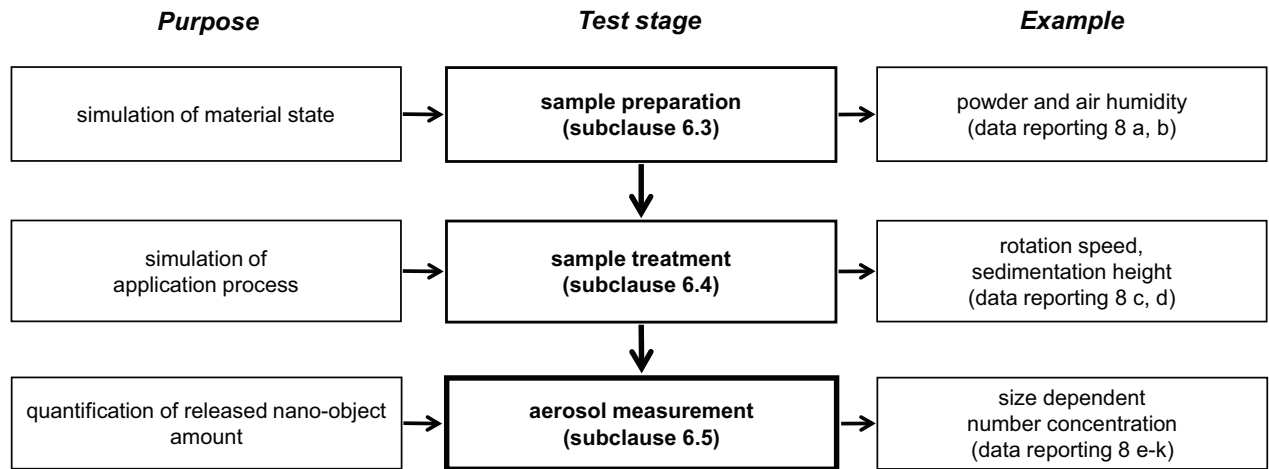 Purpose
Test stage
Example
simulation of material state
sample preparation
(subclause 6.3)
powder and air humidity
(data reporting 8 a, b)
simulation of
application process
sample treatment
(subclause 6.4)
rotation speed,
sedimentation height
(data reporting 8 c, d)
quantification of released nano-object
amount
aerosol measurement
(subclause 6.5)
size dependent
number concentration
(data reporting 8 e-k)